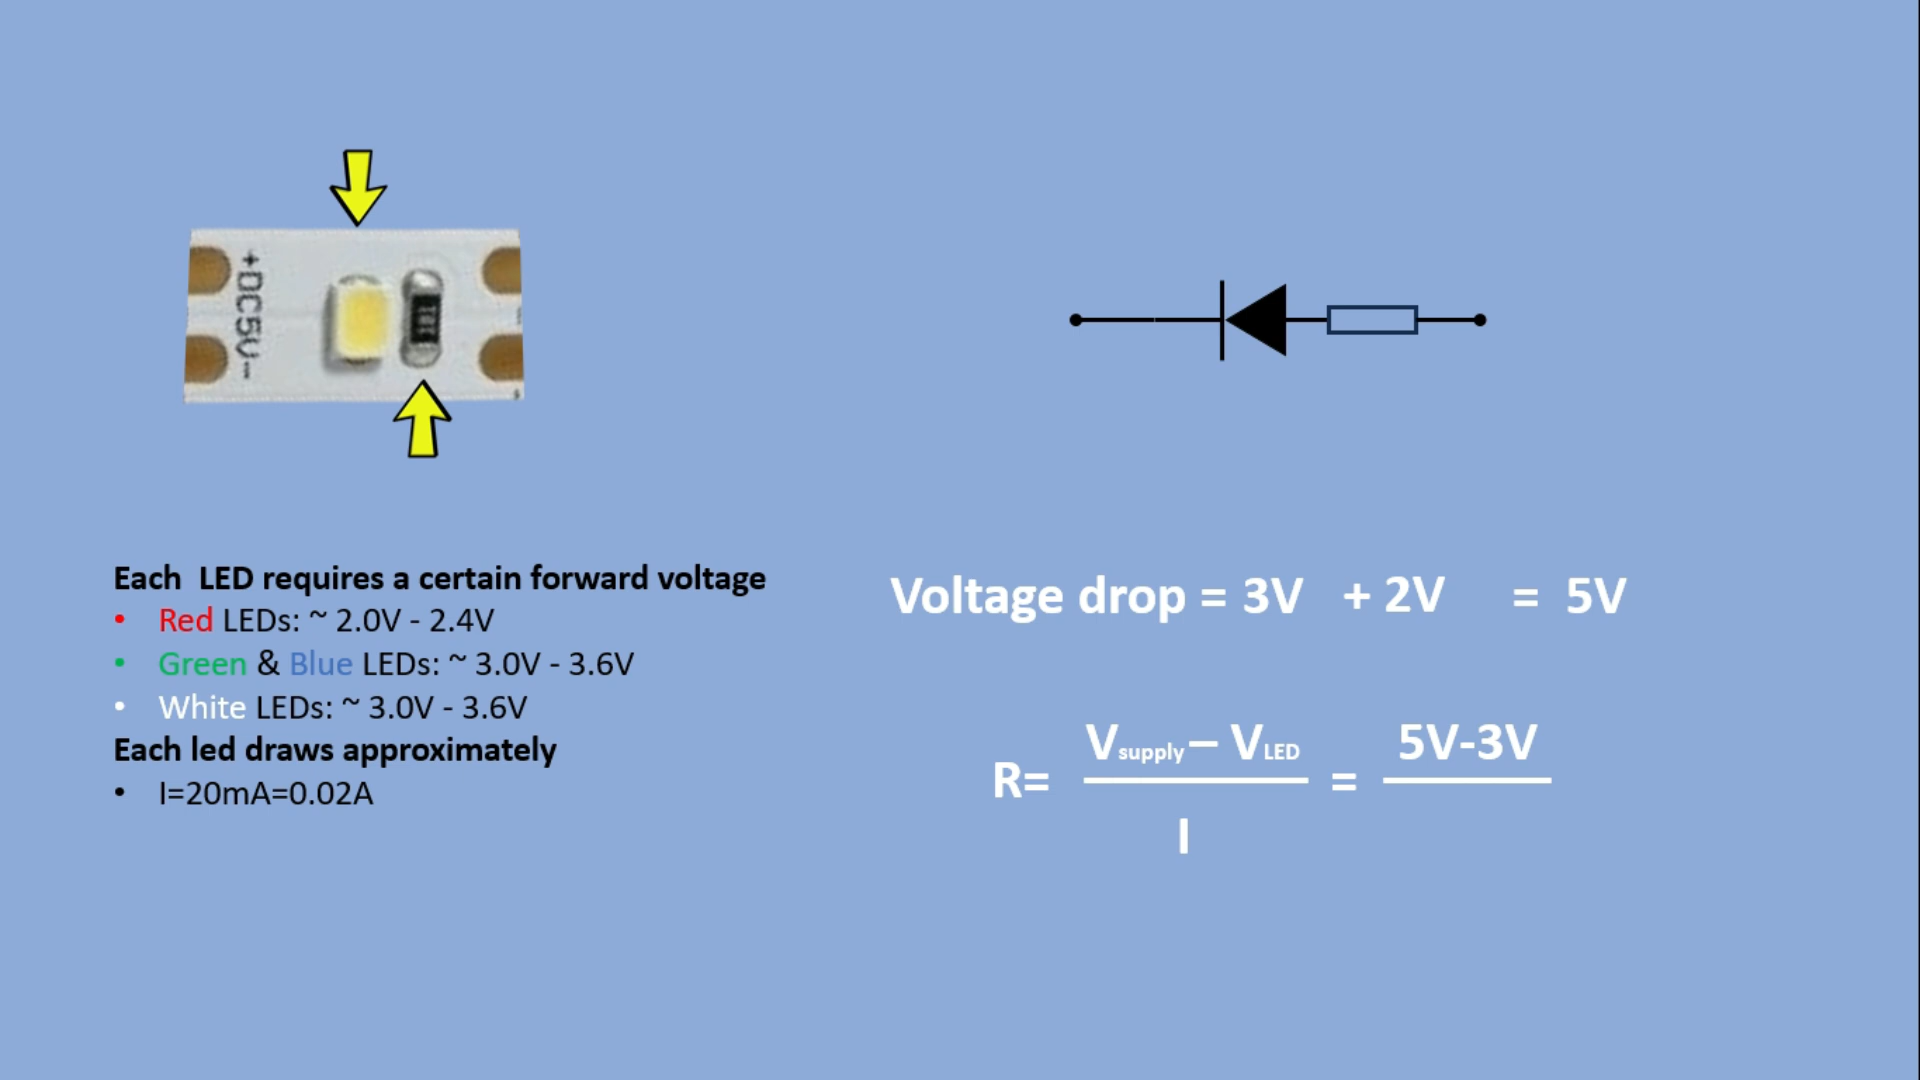 +DC5V-
Each LED requires a certain forward voltage
• Red LEDs: ~ 2.0V - 2.4V
• Green & Blue LEDs: ~ 3.0V - 3.6V
• White LEDs: ~ 3.0V - 3.6V
Each led draws approximately
• I=20mA=0.02A
Voltage drop = 3V + 2V = 5V
Vsupply – VLED
5V-3V
R=
=
I